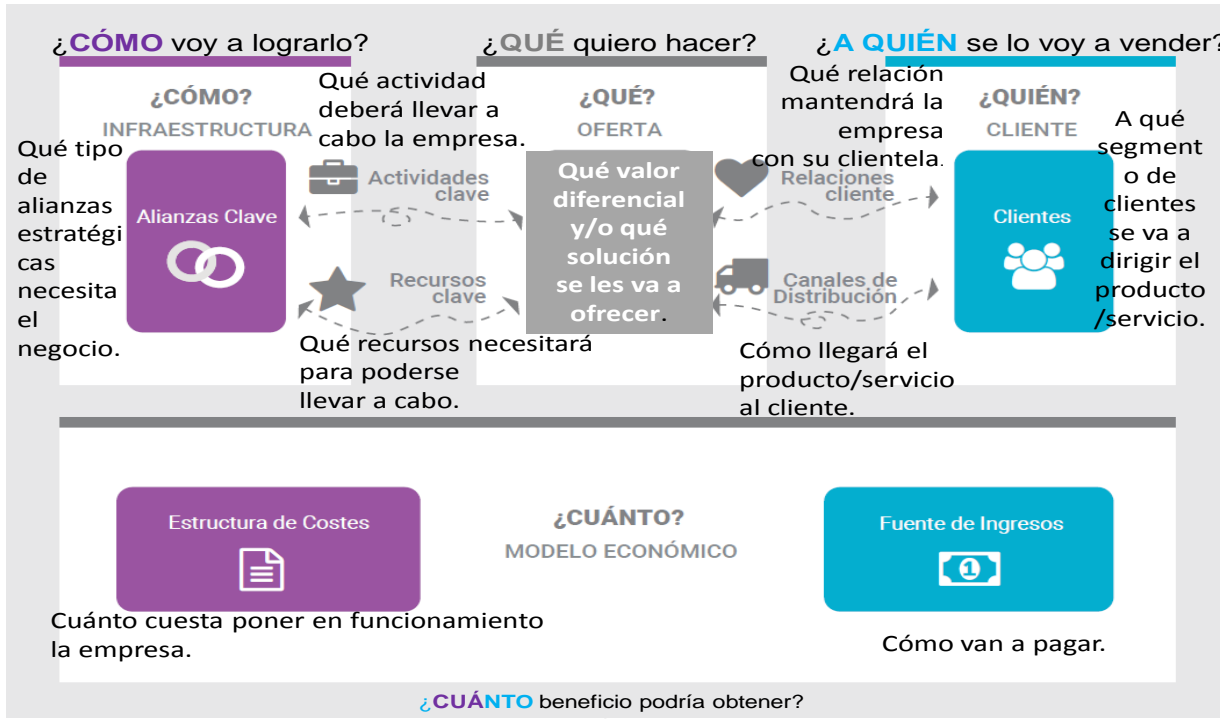 ¿CÓMO voy a lograrlo?
¿QUÉ quiero hacer?
¿A QUIÉN se lo voy a vender?
¿CÓMO?
INFRAESTRUCTURA
Qué tipo
de
alianzas
estratégi
cas
necesita
el
negocio.
Alianzas Clave
Qué actividad
deberá llevar a
cabo la empresa.
Actividades
clave
Recursos
clave
Qué recursos necesitará
para poderse
llevar a cabo.
¿QUÉ?
OFERTA
Qué valor
diferencial
y/o qué
solución
se les va a
ofrecer.
Qué relación
mantendrá la
empresa
con su clientela.
Relaciones
cliente
Canales de
Distribución
Cómo llegará el
producto/servicio
al cliente.
¿QUIÉN?
CLIENTE
Clientes
A qué
segment
o de
clientes
se va a
dirigir el
producto
/servicio.
Estructura de Costes
Cuánto cuesta poner en funcionamiento
la empresa.
¿CUÁNTO?
MODELO ECONÓMICO
Fuente de Ingresos
1
Cómo van a pagar.
¿CUÁNTO beneficio podría obtener?